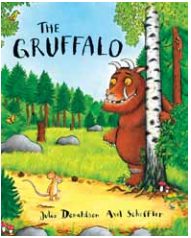 THE
GRUFFALO
Julia Donaldson Axel Scheffler